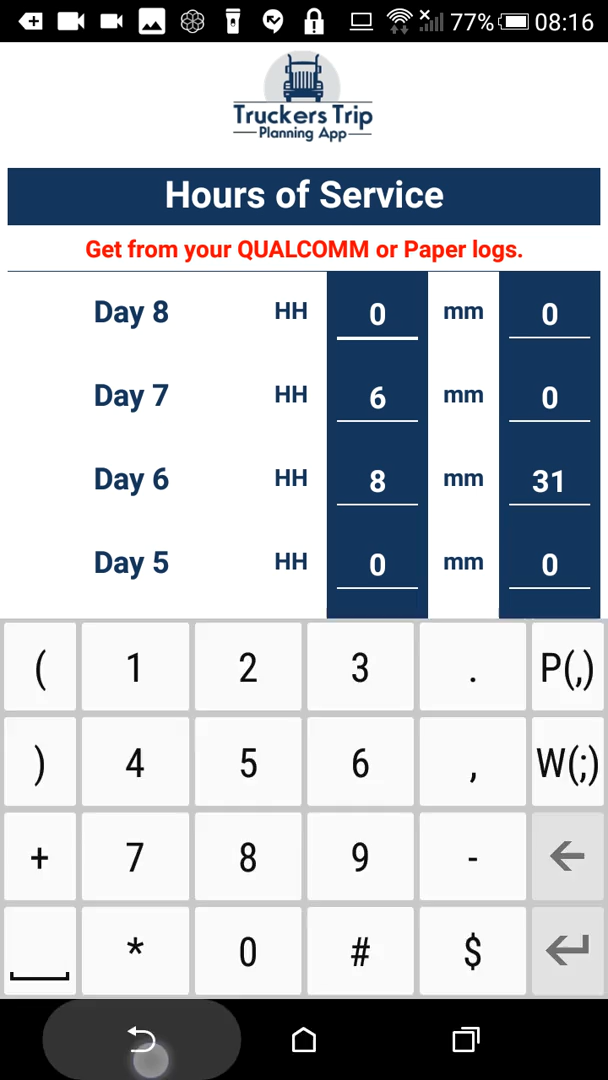 77% 08:16
Truckers Trip
Planning App
Hours of Service
Get from your QUALCOMM or Paper logs.
Day 8 HH 0 mm 0
Day 7 HH 6 mm 0
Day 6 HH 8 mm 31
Day 5 HH 0 mm 0
( 1 2 3 . P(,)
) 4 5 6 , W(;)
+ 7 8 9 -
* 0 # $